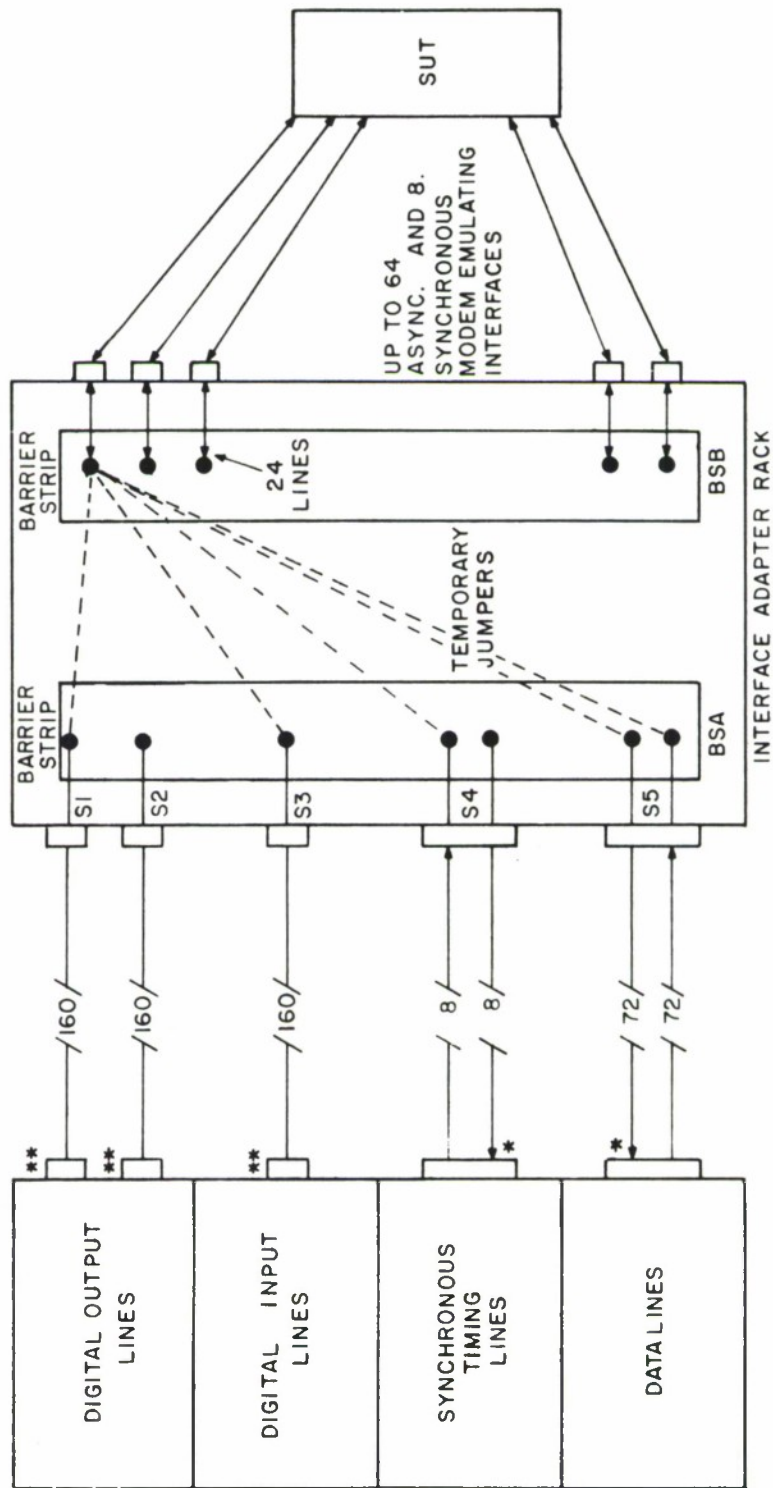 DIGITAL OUTPUT
LINES
DIGITAL INPUT
LINES
SYNCHRONOUS
TIMING
LINES
DATA LINES
**
**
**
*
*
160
160
160
8
8
72
72
BARRIER
STRIP
S1
S2
S3
S4
S5
BSA
TEMPORARY
JUMPERS
BARRIER
STRIP
24
LINES
BSB
INTERFACE ADAPTER RACK
UP TO 64
ASYNC. AND 8.
SYNCHRONOUS
MODEM EMULATING
INTERFACES
SUT